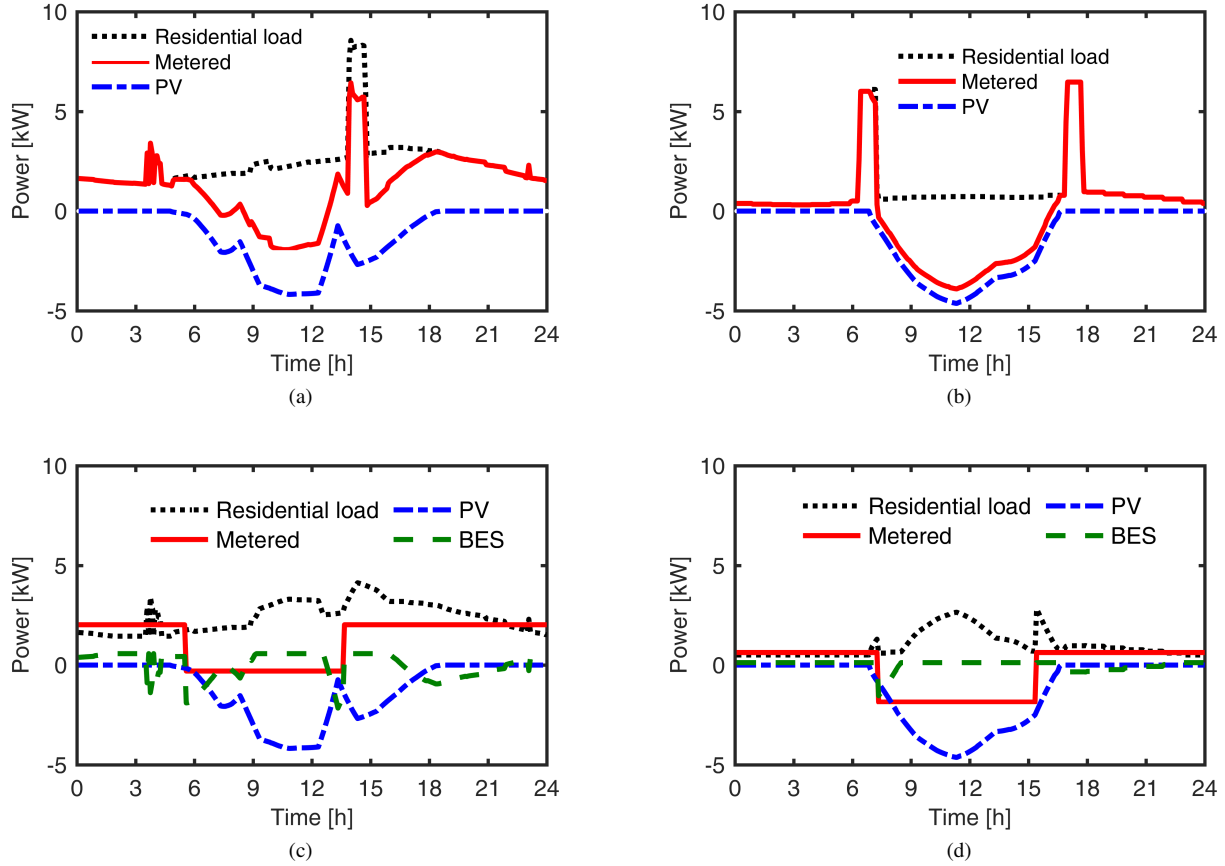 10
5
0
-5
Power [kW]
Residential load
Metered
PV
0 3 6 9 12 15 18 21 24
Time [h]
(a)
10
5
0
-5
Power [kW]
Residential load
Metered
PV
0 3 6 9 12 15 18 21 24
Time [h]
(b)
10
5
0
-5
Power [kW]
Residential load PV
Metered BES
0 3 6 9 12 15 18 21 24
Time [h]
(c)
10
5
0
-5
Power [kW]
Residential load PV
Metered BES
0 3 6 9 12 15 18 21 24
Time [h]
(d)